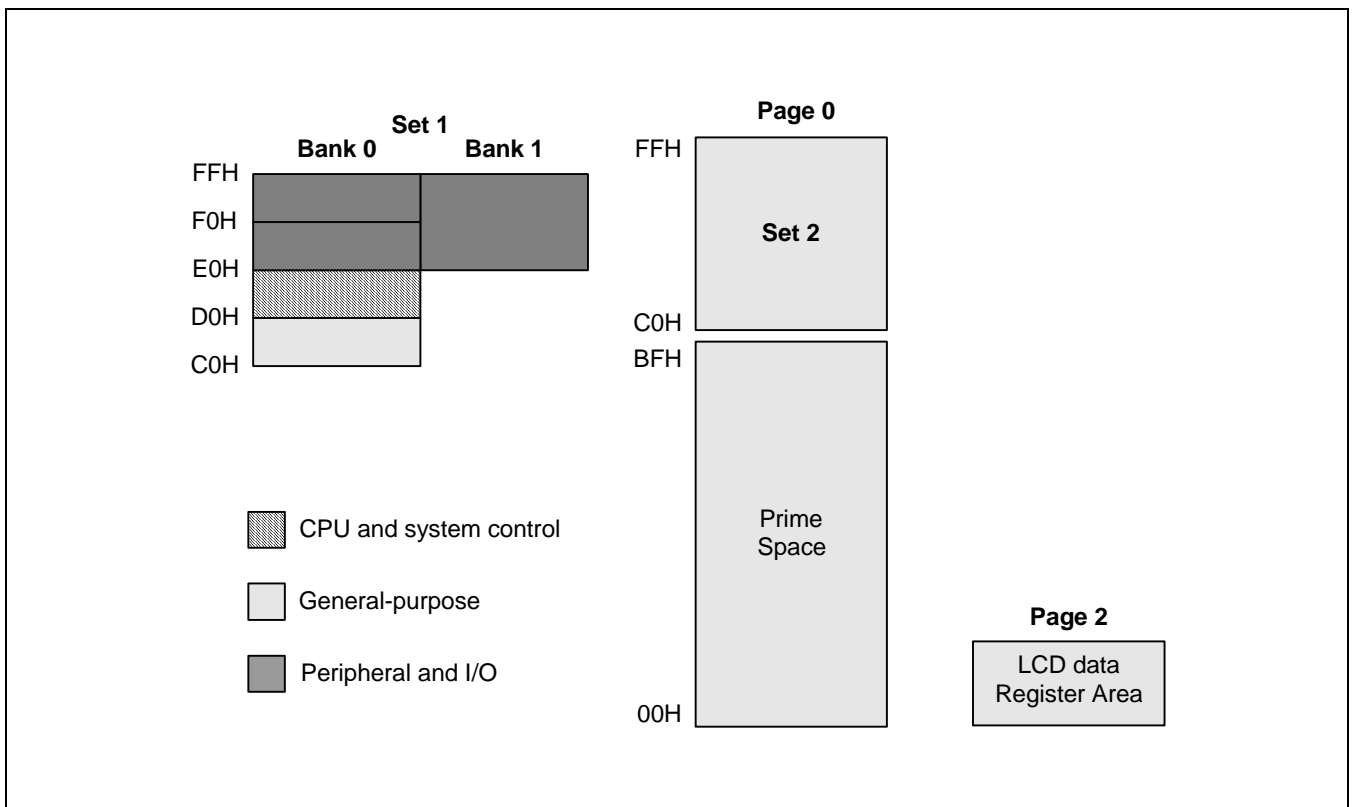 Set 1
Bank 0 Bank 1
FFH
F0H
E0H
D0H
C0H
Page 0
FFH
Set 2
C0H
BFH
Prime
Space
00H
CPU and system control
General-purpose
Peripheral and I/O
Page 2
LCD data
Register Area